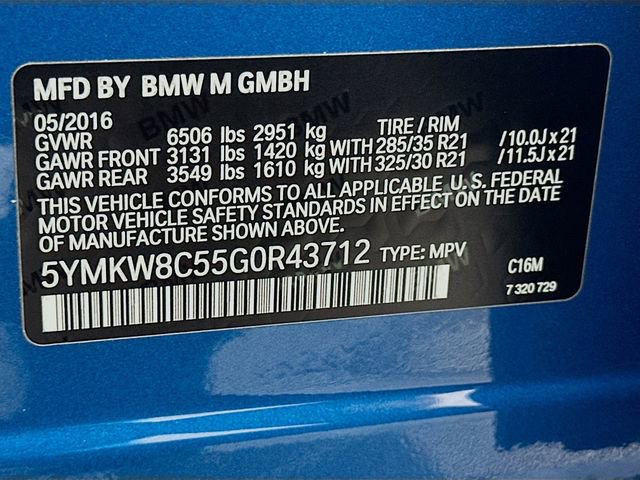 MFD BY BMW M GMBH
05/2016
GVWR 6506 lbs 2951 kg TIRE / RIM
GAWR FRONT 3131 lbs 1420 kg WITH 285/35 R21 /10.0J x 21
GAWR REAR 3549 lbs 1610 kg WITH 325/30 R21 /11.5J x 21
THIS VEHICLE CONFORMS TO ALL APPLICABLE U.S. FEDERAL
MOTOR VEHICLE SAFETY STANDARDS IN EFFECT ON THE DATE
OF MANUFACTURE SHOWN ABOVE.
5YMKW8C55G0R43712 TYPE: MPV C16M
7 320 729